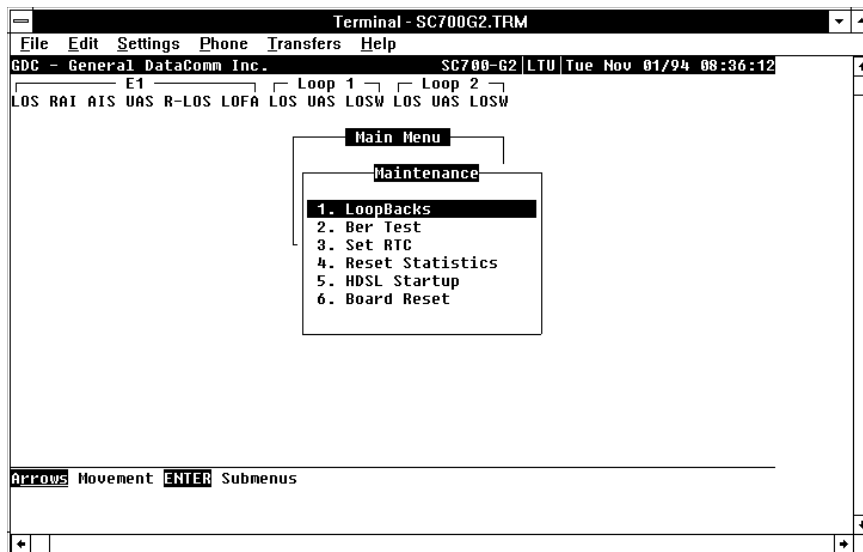 Terminal - SC700G2.TRM
File Edit Settings Phone Transfers Help
GDC - General DataComm Inc. SC700-G2|LTU|Tue Nov 01/94 08:36:12
E1 Loop 1 Loop 2
LOS RAI AIS UAS R-LOS LOFA LOS UAS LOSW LOS UAS LOSW
Main Menu
Maintenance
1. LoopBacks
2. Ber Test
3. Set RTC
4. Reset Statistics
5. HDSL Startup
6. Board Reset
Arrows Movement ENTER Submenus